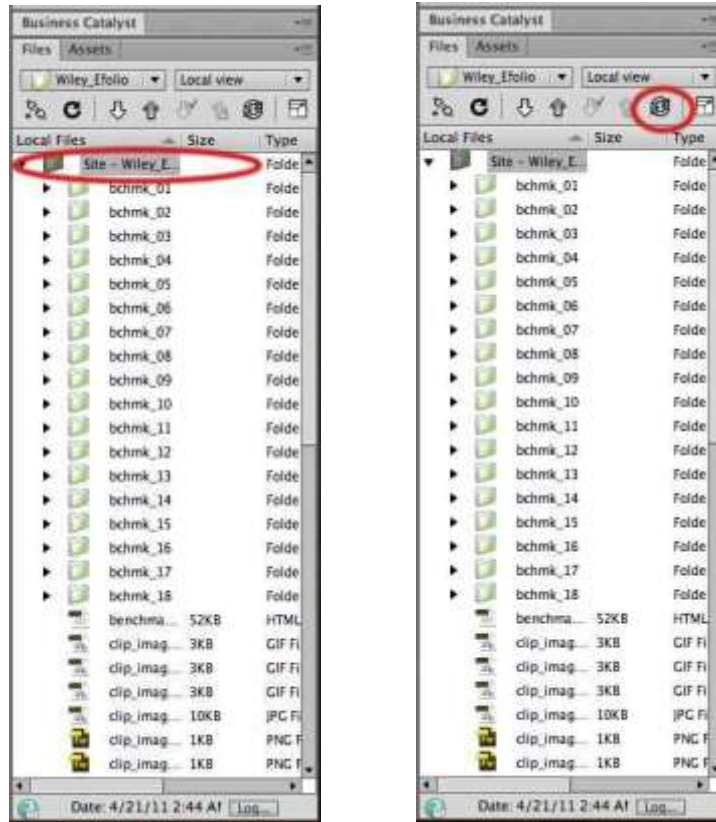 Business Catalyst
Files Assets
Wiley_Efolio Local view
Local Files Size Type
Site - Wiley_E... Folde
bchmk_01 Folde
bchmk_02 Folde
bchmk_03 Folde
bchmk_04 Folde
bchmk_05 Folde
bchmk_06 Folde
bchmk_07 Folde
bchmk_08 Folde
bchmk_09 Folde
bchmk_10 Folde
bchmk_11 Folde
bchmk_12 Folde
bchmk_13 Folde
bchmk_14 Folde
bchmk_15 Folde
bchmk_16 Folde
bchmk_17 Folde
bchmk_18 Folde
benchma... 52KB HTML
clip_imag... 3KB GIF Fi
clip_imag... 3KB GIF Fi
clip_imag... 3KB GIF Fi
clip_imag... 10KB JPG Fi
clip_imag... 1KB PNG F
clip_imag... 1KB PNG F
Date: 4/21/11 2:44 AM Log...
Business Catalyst
Files Assets
Wiley_Efolio Local view
Local Files Size Type
Site - Wiley_E... Folde
bchmk_01 Folde
bchmk_02 Folde
bchmk_03 Folde
bchmk_04 Folde
bchmk_05 Folde
bchmk_06 Folde
bchmk_07 Folde
bchmk_08 Folde
bchmk_09 Folde
bchmk_10 Folde
bchmk_11 Folde
bchmk_12 Folde
bchmk_13 Folde
bchmk_14 Folde
bchmk_15 Folde
bchmk_16 Folde
bchmk_17 Folde
bchmk_18 Folde
benchma... 52KB HTML
clip_imag... 3KB GIF Fi
clip_imag... 3KB GIF Fi
clip_imag... 3KB GIF Fi
clip_imag... 10KB JPG Fi
clip_imag... 1KB PNG F
clip_imag... 1KB PNG F
Date: 4/21/11 2:44 AM Log...